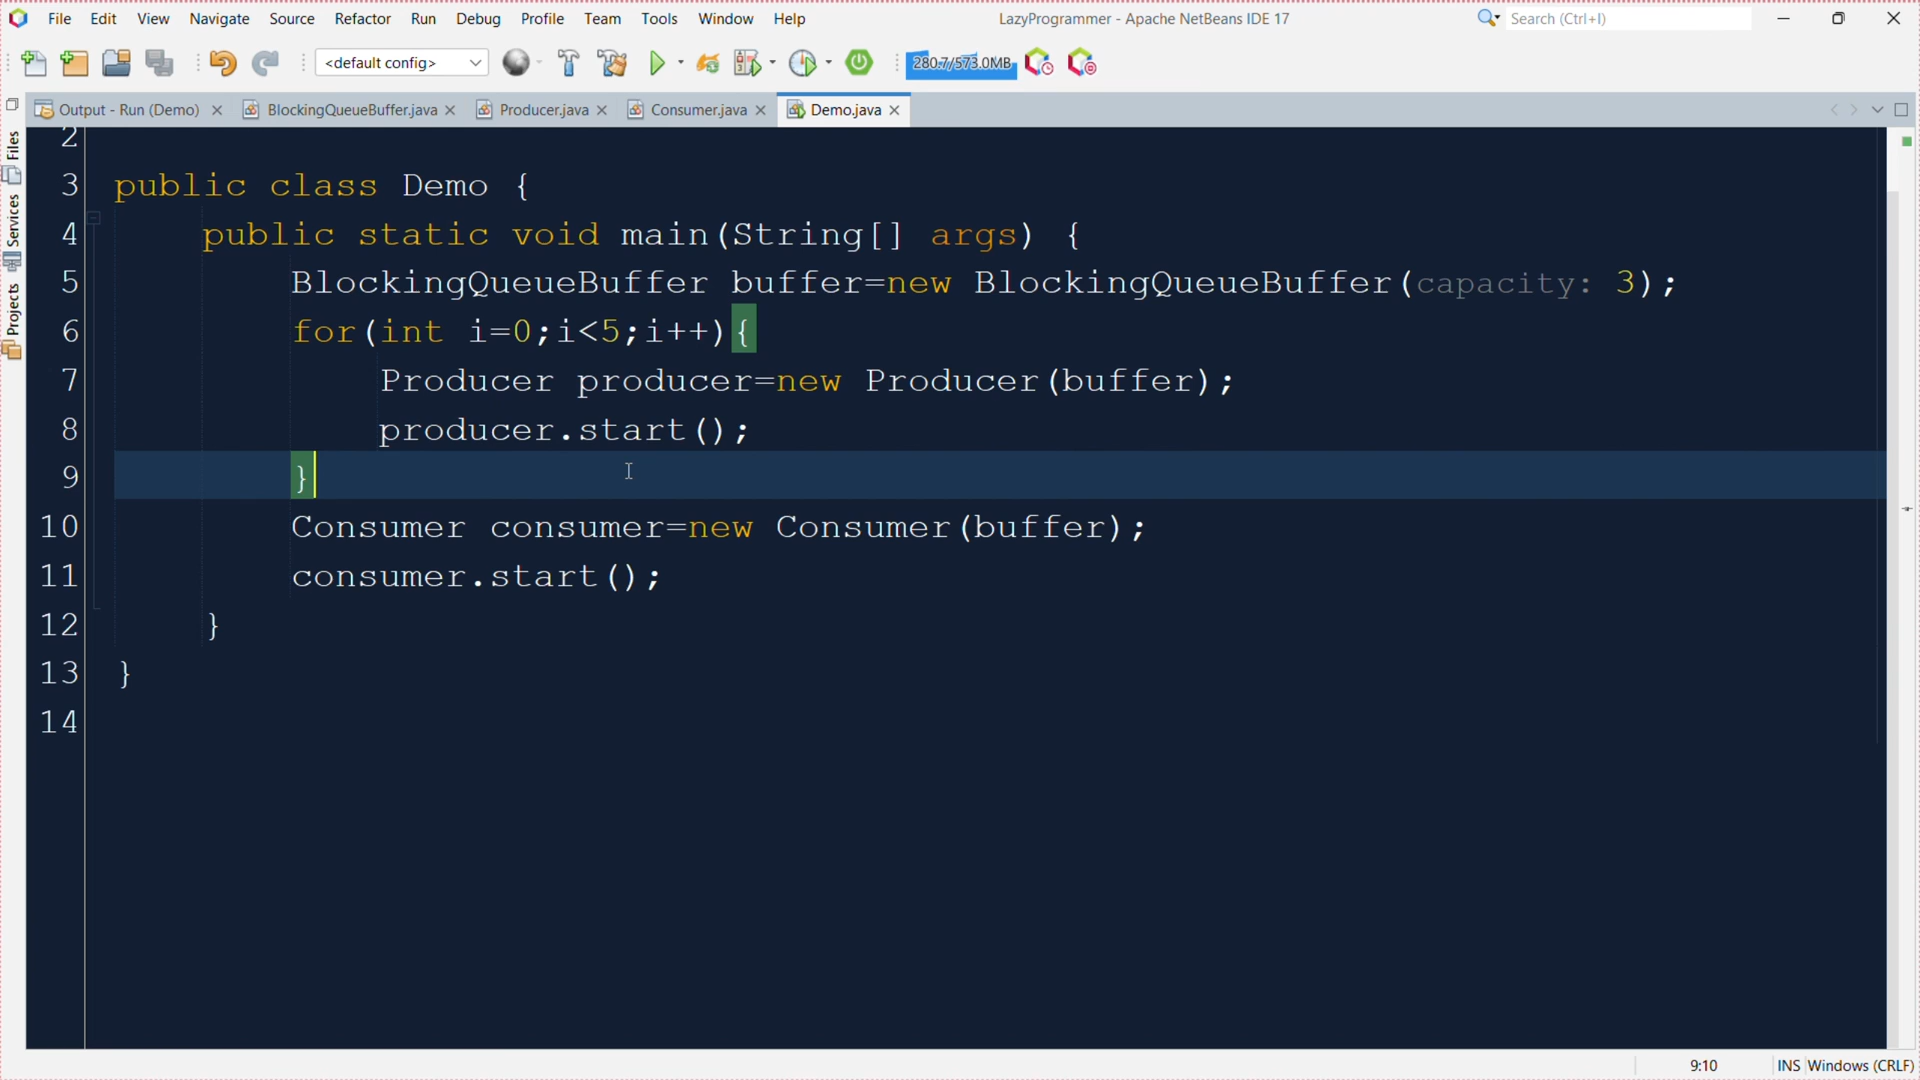 File Edit View Navigate Source Refactor Run Debug Profile Team Tools Window Help
LazyProgrammer - Apache NetBeans IDE 17
Search (Ctrl+I)
<default config>
280.7/573.0MB
Output - Run (Demo)
BlockingQueueBuffer.java
Producer.java
Consumer.java
Demo.java
Files
Services
Projects
2
3 public class Demo {
4 public static void main(String[] args) {
5 BlockingQueueBuffer buffer=new BlockingQueueBuffer(capacity: 3);
6 for(int i=0;i<5;i++){
7 Producer producer=new Producer(buffer);
8 producer.start();
9 }
10 Consumer consumer=new Consumer(buffer);
11 consumer.start();
12 }
13 }
14
9:10
INS
Windows (CRLF)